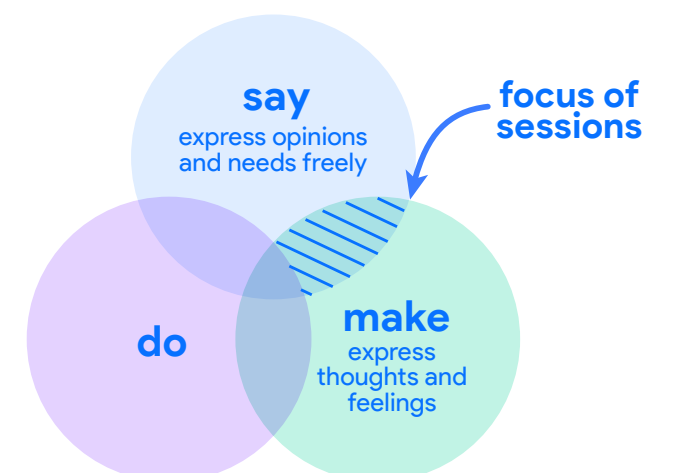 say
express opinions
and needs freely
focus of
sessions
do
make
express
thoughts and
feelings